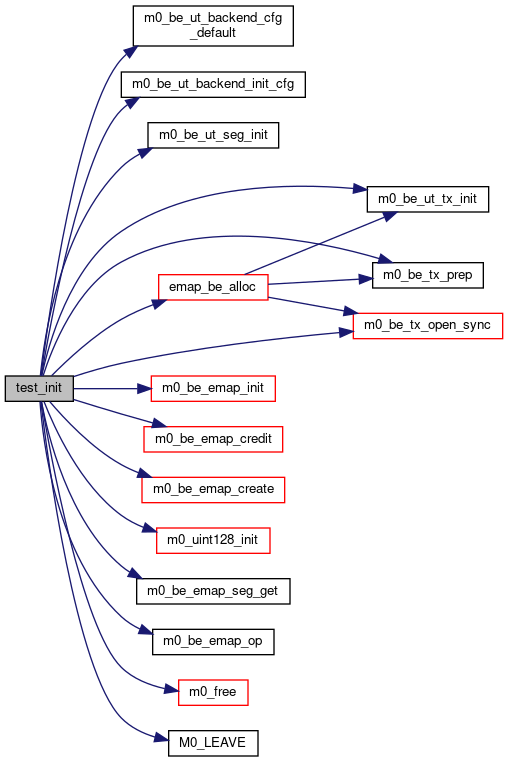 m0_be_ut_backend_cfg
_default
m0_be_ut_backend_init_cfg
m0_be_ut_seg_init
m0_be_ut_tx_init
m0_be_tx_prep
emap_be_alloc
m0_be_tx_open_sync
test_init
m0_be_emap_init
m0_be_emap_credit
m0_be_emap_create
m0_uint128_init
m0_be_emap_seg_get
m0_be_emap_op
m0_free
M0_LEAVE